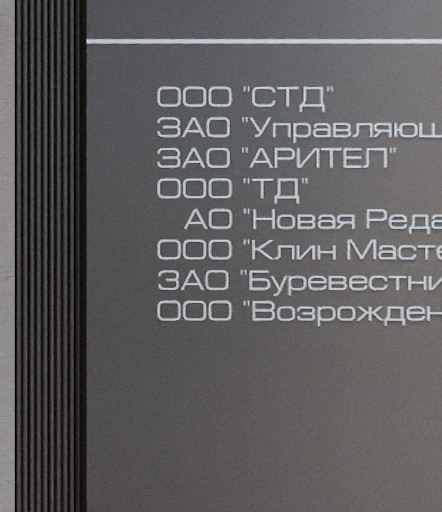 ООО "СТД"
ЗАО "Управляющ
ЗАО "АРИТЕЛ"
ООО "ТД"
АО "Новая Реда
ООО "Клин Масте
ЗАО "Буревестни
ООО "Возрожден